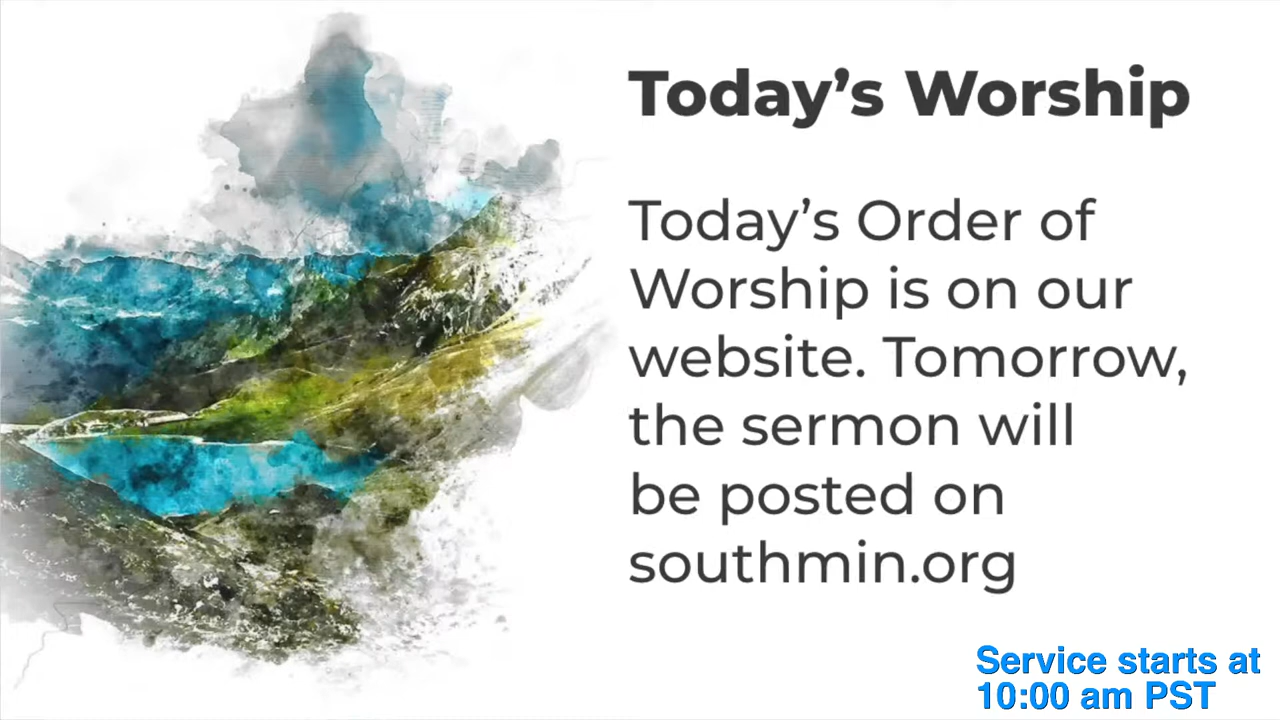 Today’s Worship
Today’s Order of
Worship is on our
website. Tomorrow,
the sermon will
be posted on
southmin.org
Service starts at
10:00 am PST